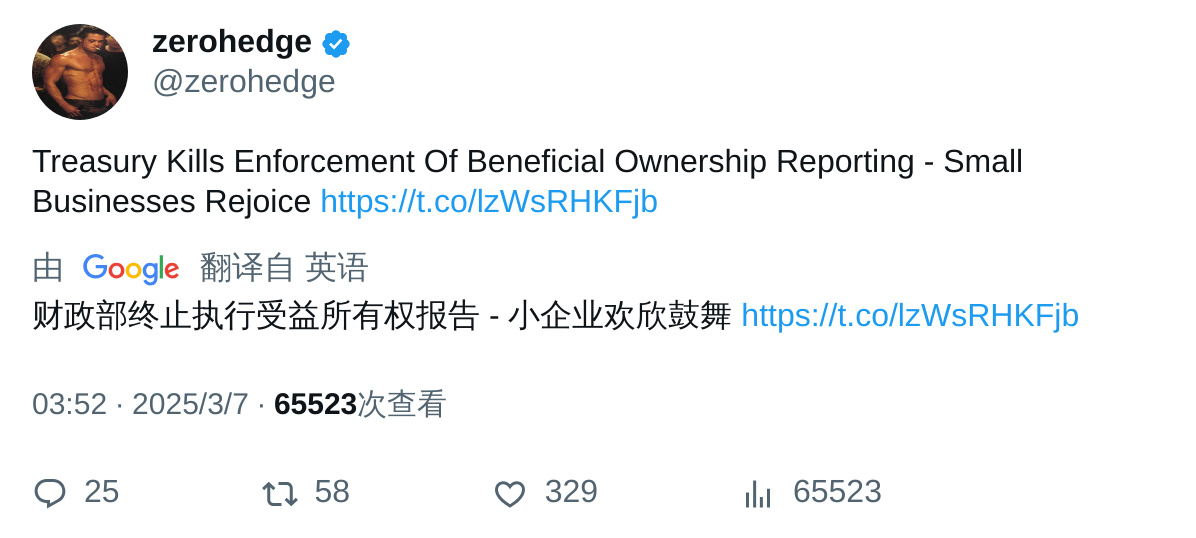 zerohedge
@zerohedge
Treasury Kills Enforcement Of Beneficial Ownership Reporting - Small
Businesses Rejoice https://t.co/lzWsRHKFjb
由 Google 翻译自 英语
财政部终止执行受益所有权报告 - 小企业欢欣鼓舞 https://t.co/lzWsRHKFjb
03:52 · 2025/3/7 · 65523次查看
25 58 329 65523